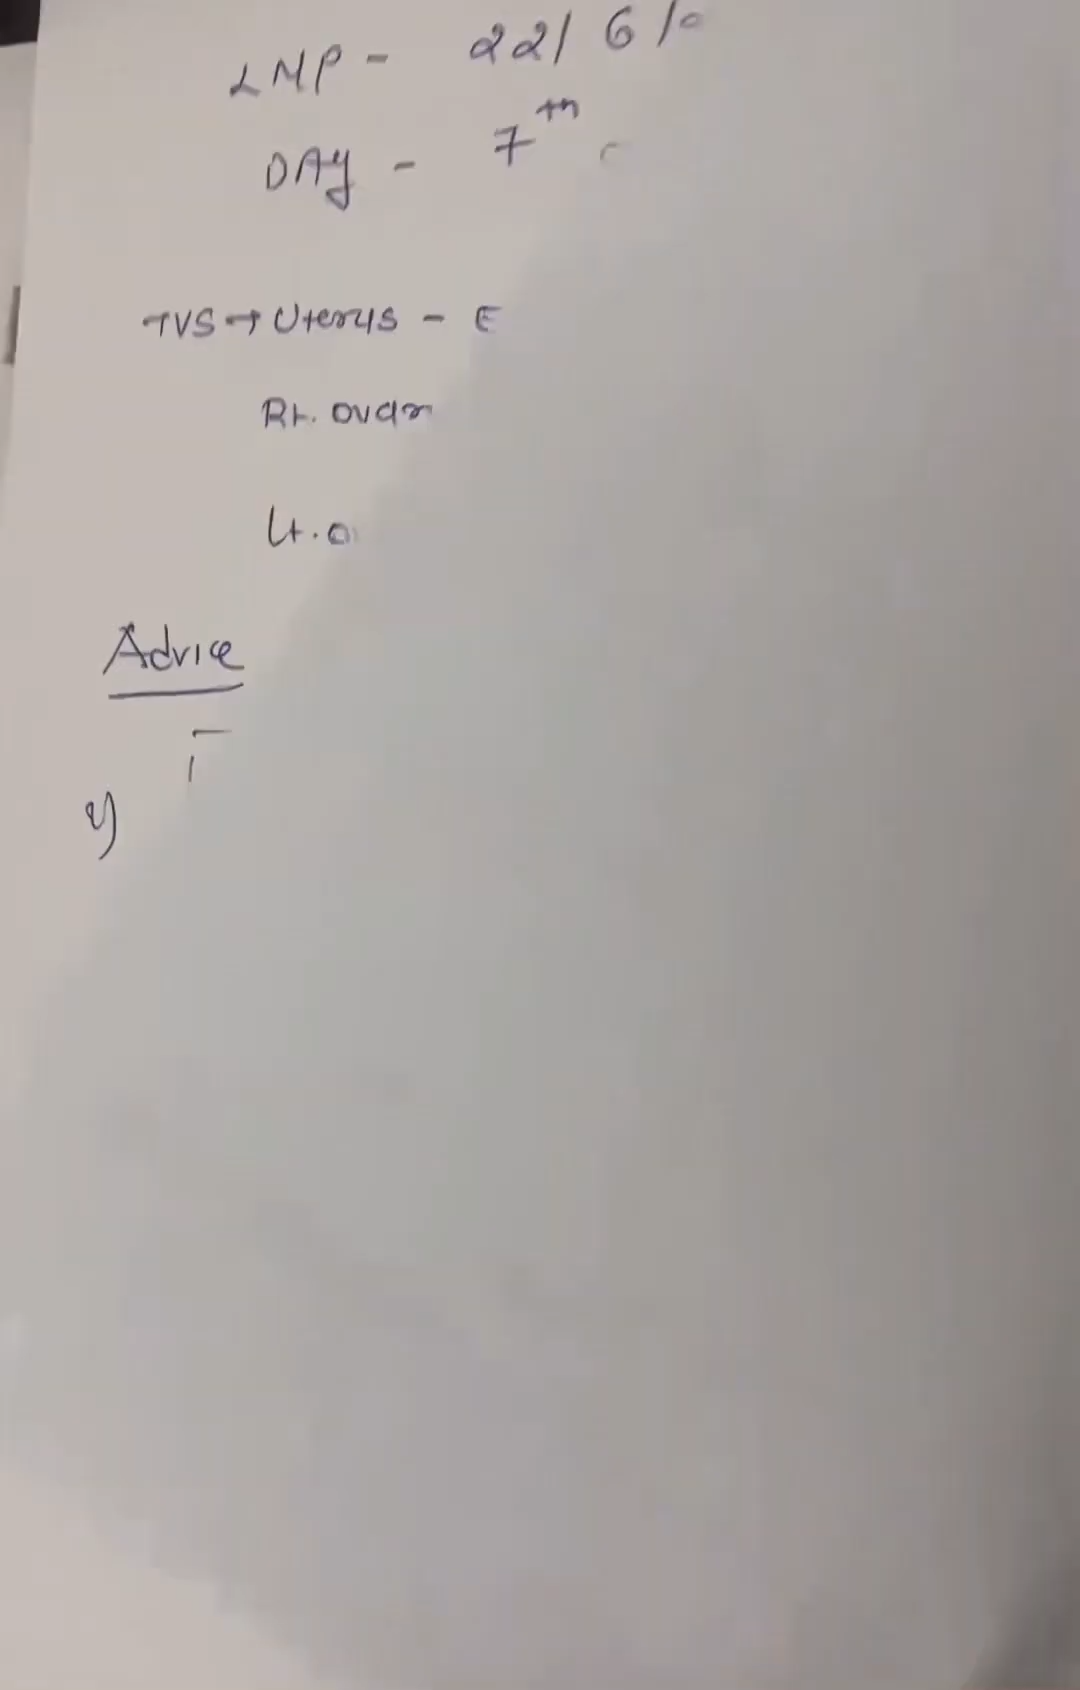 LMP - 22/6/
DAY - 7th
TVS → Uterus - E
Rt. ovar
Lt. o
Advice